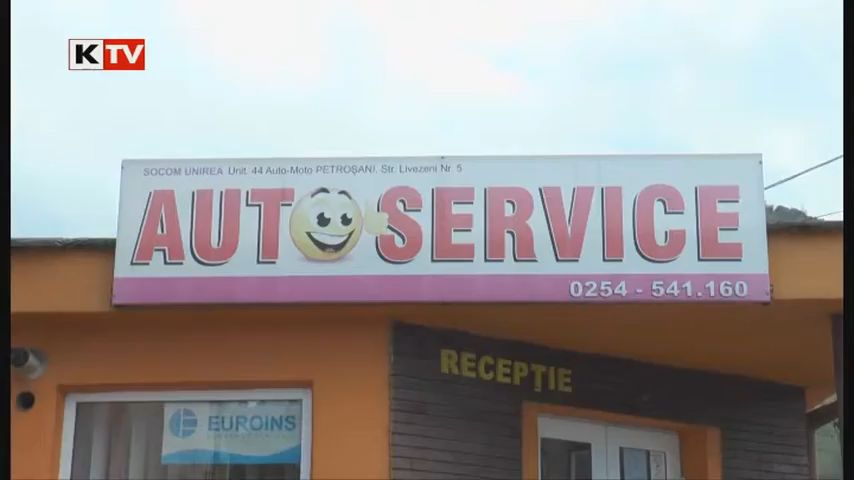 KTV
SOCOM UNIREA Unit. 44 Auto-Moto PETROŞANI. Str. Livezeni Nr. 5
AUTO SERVICE
0254 - 541.160
RECEPŢIE
EUROINS